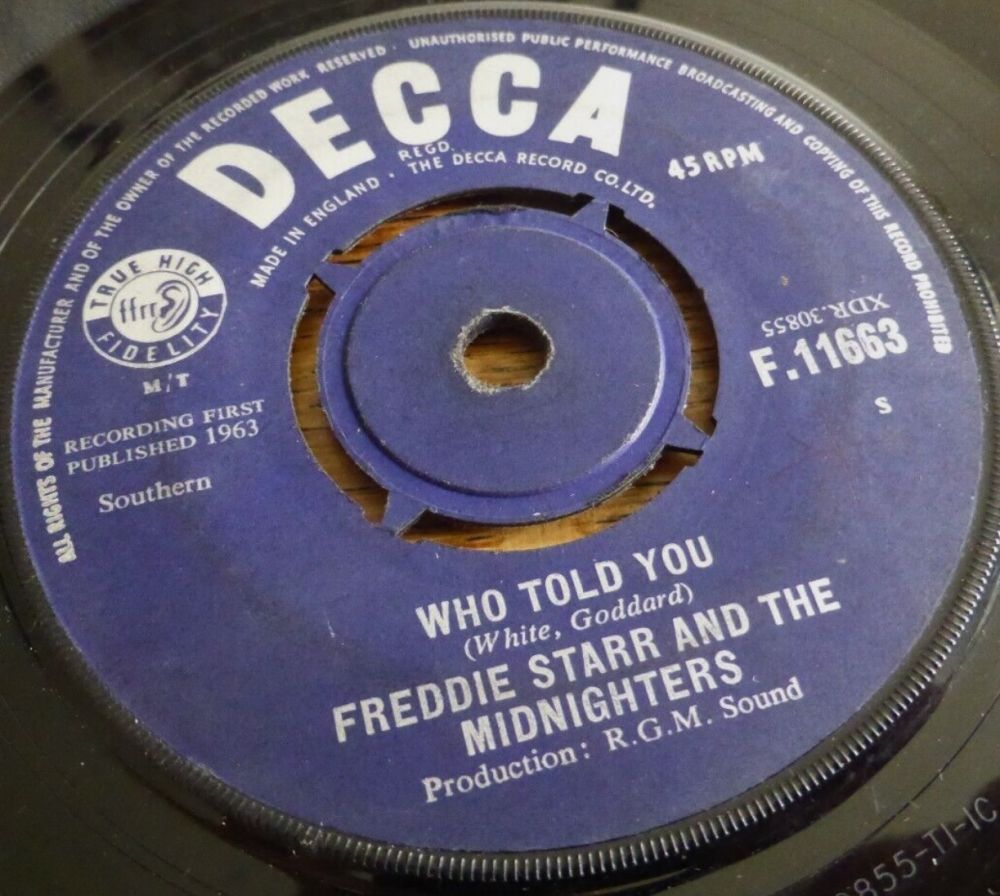 ALL RIGHTS OF THE MANUFACTURER AND OF THE OWNER OF THE RECORDED WORK RESERVED · UNAUTHORISED PUBLIC PERFORMANCE BROADCASTING AND COPYING OF THIS RECORD PROHIBITED
DECCA
REGD.
MADE IN ENGLAND · THE DECCA RECORD CO. LTD.
45 RPM
TRUE HIGH
ffrr
FIDELITY
M/T
RECORDING FIRST
PUBLISHED 1963
Southern
XDR.30855
F.11663
S
WHO TOLD YOU
(White, Goddard)
FREDDIE STARR AND THE
MIDNIGHTERS
Production: R.G.M. Sound
855-T1-1C